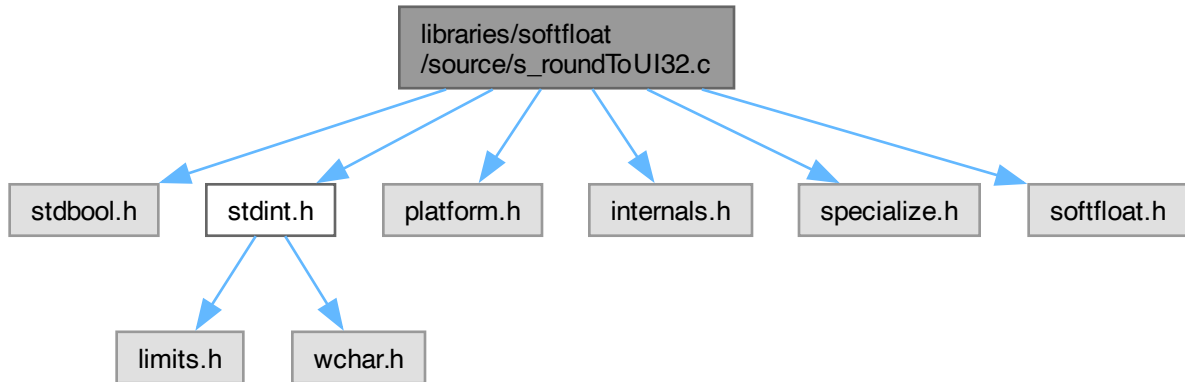 libraries/softfloat
/source/s_roundToUI32.c
stdbool.h
stdint.h
platform.h
internals.h
specialize.h
softfloat.h
limits.h
wchar.h